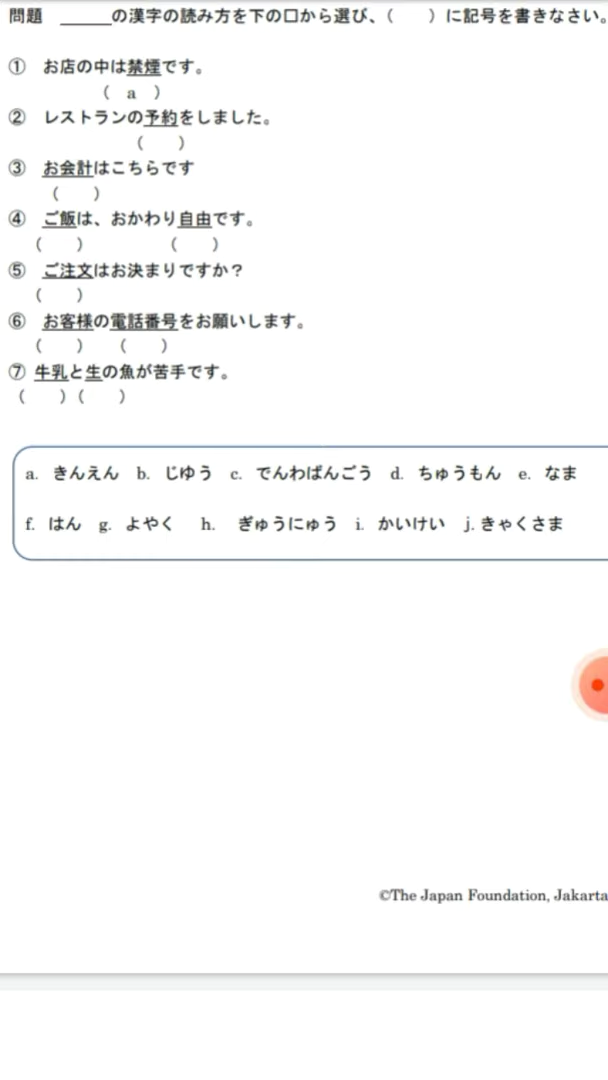 問題　______の漢字の読み方を下の口から選び、(　　)に記号を書きなさい。
①　お店の中は禁煙です。
(　a　)
②　レストランの予約をしました。
(　　)
③　お会計はこちらです
(　　)
④　ご飯は、おかわり自由です。
(　　)　(　　)
⑤　ご注文はお決まりですか？
(　　)
⑥　お客様の電話番号をお願いします。
(　　)　(　　)
⑦ 牛乳と生の魚が苦手です。
(　　) (　　)
a. きんえん b. じゆう c. でんわばんごう d. ちゅうもん e. なま
f. はん g. よやく h. ぎゅうにゅう i. かいけい j. きゃくさま
©The Japan Foundation, Jakarta